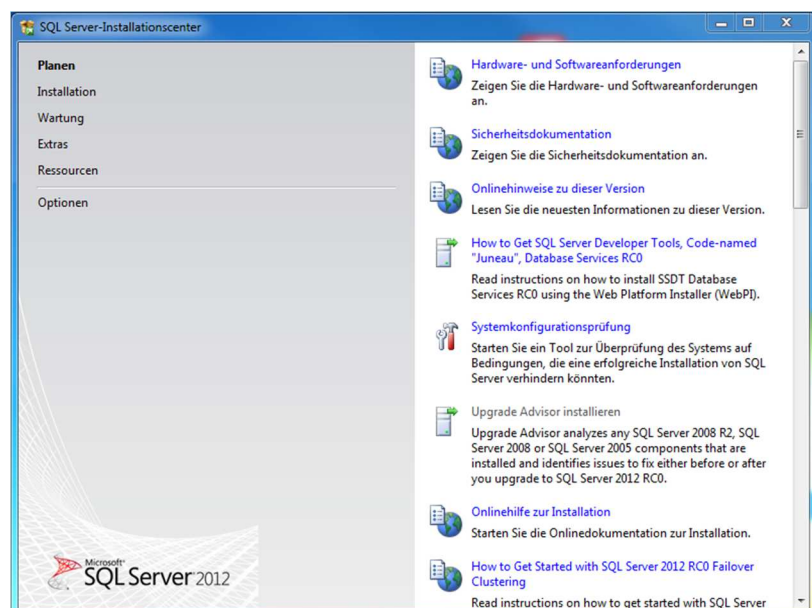 SQL Server-Installationscenter
Planen
Installation
Wartung
Extras
Ressourcen
Optionen
Microsoft®
SQL Server® 2012
Hardware- und Softwareanforderungen
Zeigen Sie die Hardware- und Softwareanforderungen
an.
Sicherheitsdokumentation
Zeigen Sie die Sicherheitsdokumentation an.
Onlinehinweise zu dieser Version
Lesen Sie die neuesten Informationen zu dieser Version.
How to Get SQL Server Developer Tools, Code-named
"Juneau", Database Services RC0
Read instructions on how to install SSDT Database
Services RC0 using the Web Platform Installer (WebPI).
Systemkonfigurationsprüfung
Starten Sie ein Tool zur Überprüfung des Systems auf
Bedingungen, die eine erfolgreiche Installation von SQL
Server verhindern könnten.
Upgrade Advisor installieren
Upgrade Advisor analyzes any SQL Server 2008 R2, SQL
Server 2008 or SQL Server 2005 components that are
installed and identifies issues to fix either before or after
you upgrade to SQL Server 2012 RC0.
Onlinehilfe zur Installation
Starten Sie die Onlinedokumentation zur Installation.
How to Get Started with SQL Server 2012 RC0 Failover
Clustering
Read instructions on how to get started with SQL Server